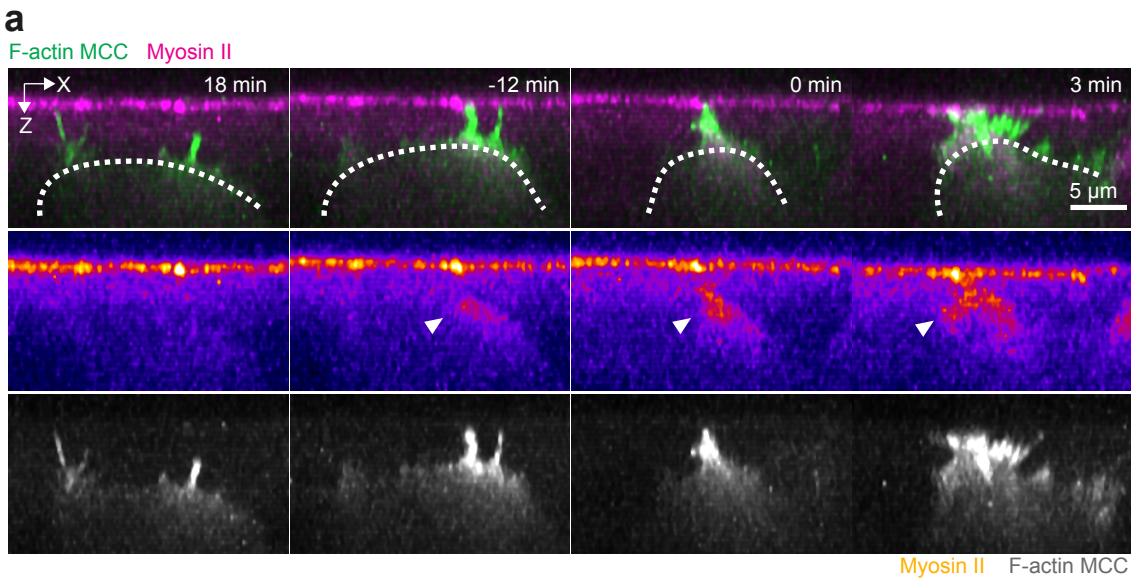 a
F-actin MCC Myosin II
X
Z
18 min
-12 min
0 min
3 min
5 µm
Myosin II F-actin MCC